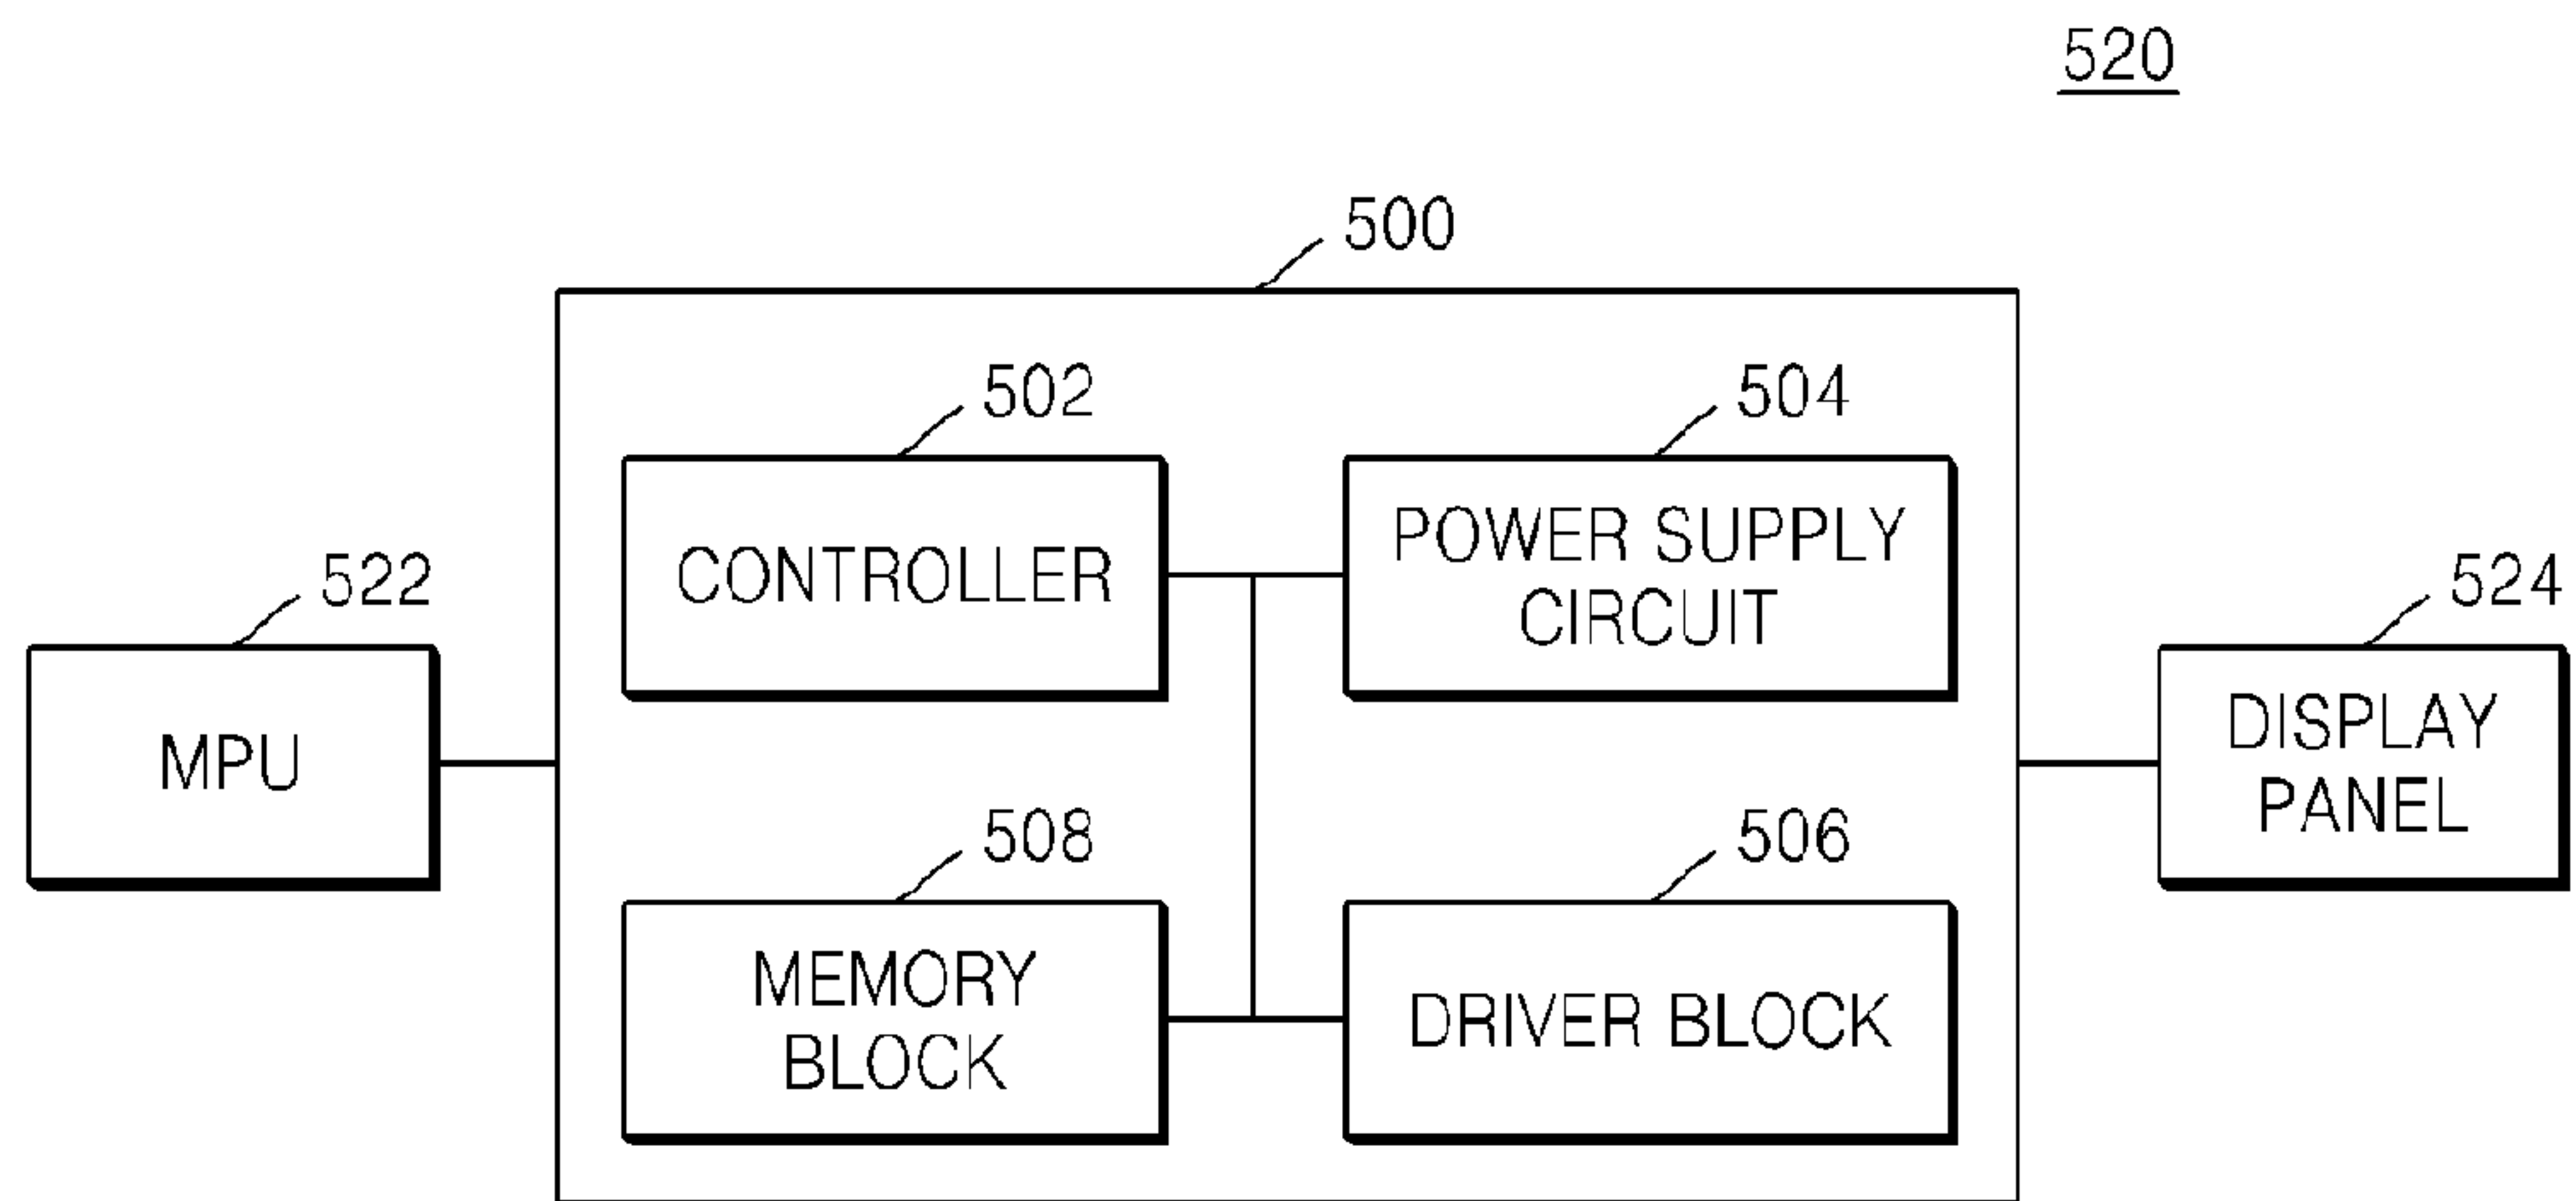 520
500
502
504
CONTROLLER
POWER SUPPLY
CIRCUIT
522
MPU
524
DISPLAY
PANEL
508
506
MEMORY
BLOCK
DRIVER BLOCK